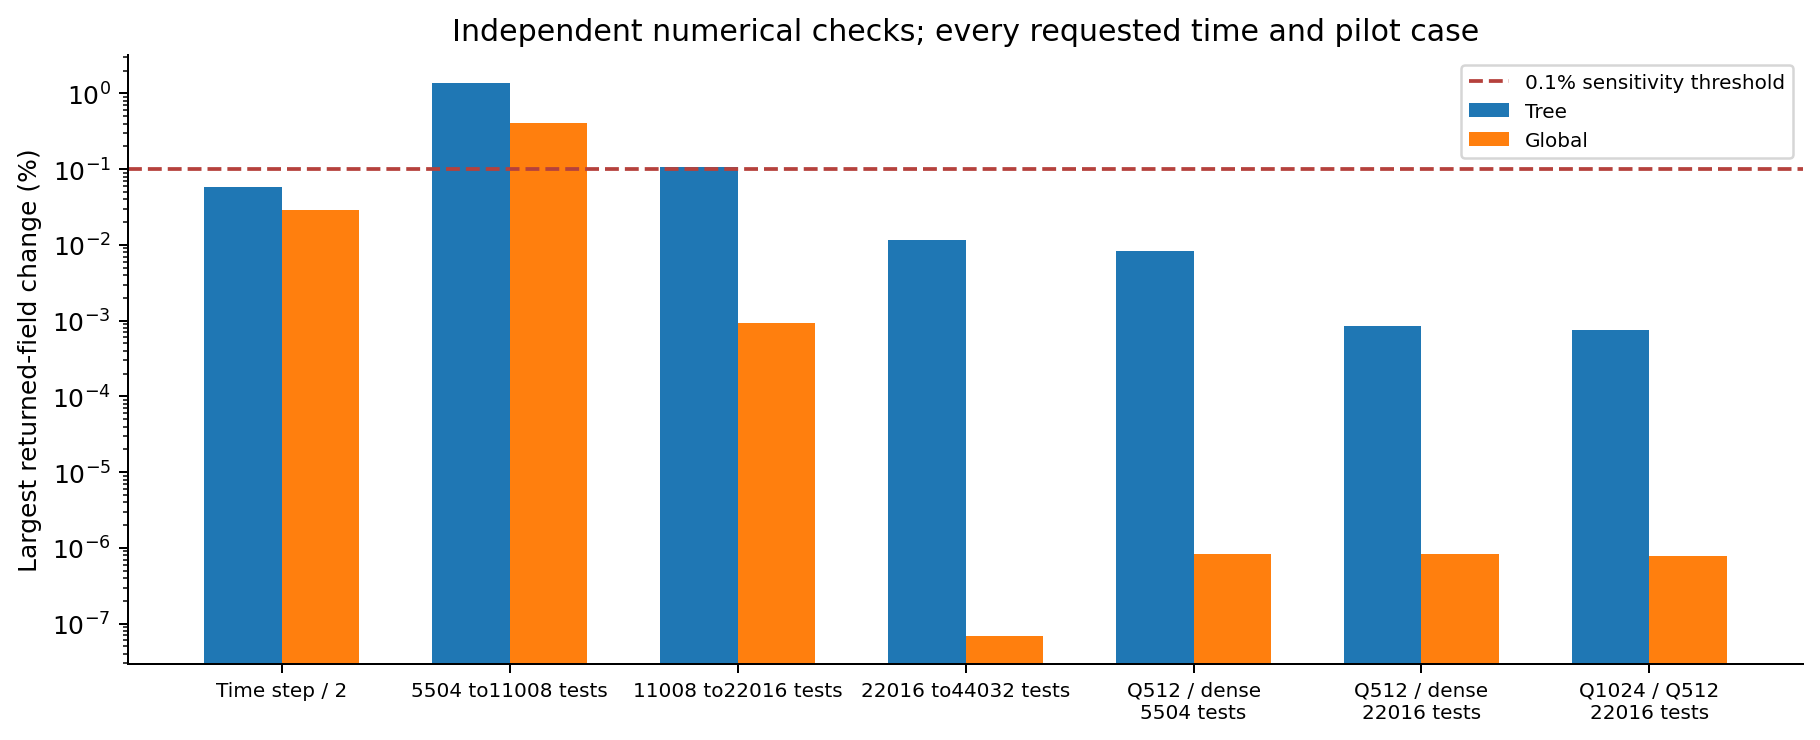 Independent numerical checks; every requested time and pilot case
0.1% sensitivity threshold
Tree
Global
Largest returned-field change (%)
10⁰
10⁻¹
10⁻²
10⁻³
10⁻⁴
10⁻⁵
10⁻⁶
10⁻⁷
Time step / 2
5504 to11008 tests
11008 to22016 tests
22016 to44032 tests
Q512 / dense
5504 tests
Q512 / dense
22016 tests
Q1024 / Q512
22016 tests